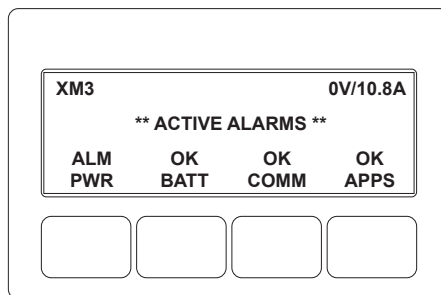 XM3 0V/10.8A
** ACTIVE ALARMS **
ALM OK OK OK
PWR BATT COMM APPS